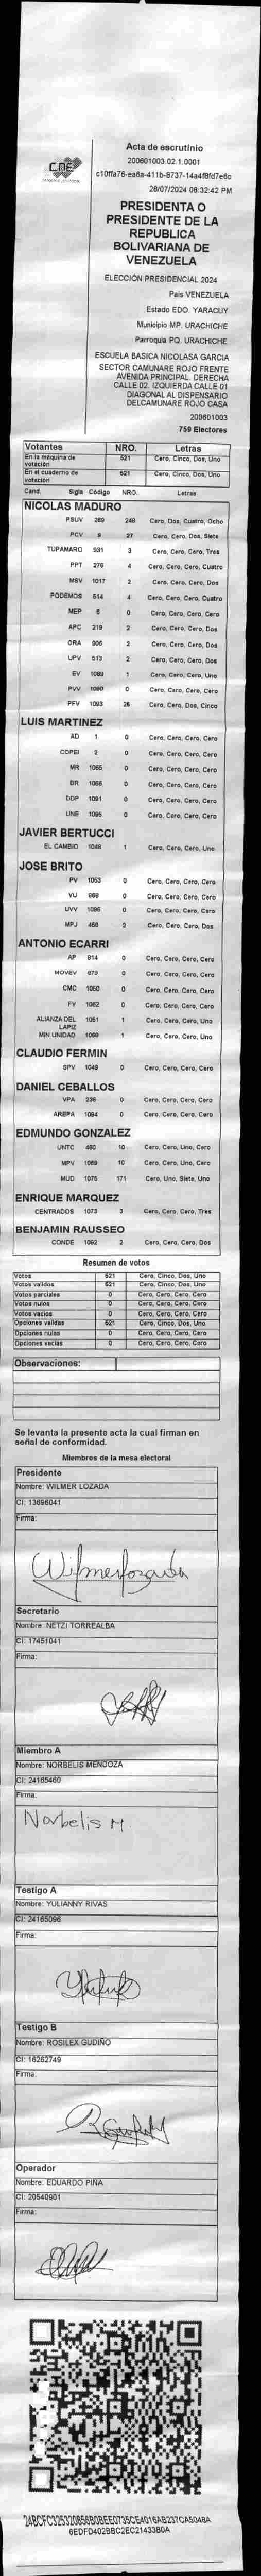 CNE
Acta de escrutinio
200601003.02.1.0001
c10ffa76-ea6a-411b-8737-14a4f8fd7e6c
28/07/2024 08:32:42 PM
PRESIDENTA O
PRESIDENTE DE LA
REPUBLICA
BOLIVARIANA DE
VENEZUELA
ELECCIÓN PRESIDENCIAL 2024
País VENEZUELA
Estado EDO. YARACUY
Municipio MP. URACHICHE
Parroquia PQ. URACHICHE
ESCUELA BASICA NICOLASA GARCIA
SECTOR CAMUNARE ROJO FRENTE
AVENIDA PRINCIPAL. DERECHA
CALLE 02. IZQUIERDA CALLE 01
DIAGONAL AL DISPENSARIO
DELCAMUNARE ROJO CASA
200601003
759 Electores
Votantes NRO. Letras
En la máquina de votación 521 Cero, Cinco, Dos, Uno
En el cuaderno de votación 521 Cero, Cinco, Dos, Uno
Cand. Sigla Código NRO. Letras
NICOLAS MADURO
PSUV 269 248 Cero, Dos, Cuatro, Ocho
PCV 8 27 Cero, Cero, Dos, Siete
TUPAMARO 931 3 Cero, Cero, Cero, Tres
PPT 276 4 Cero, Cero, Cero, Cuatro
MSV 1017 2 Cero, Cero, Cero, Dos
PODEMOS 514 4 Cero, Cero, Cero, Cuatro
MEP 6 0 Cero, Cero, Cero, Cero
APC 219 2 Cero, Cero, Cero, Dos
ORA 906 2 Cero, Cero, Cero, Dos
UPV 513 2 Cero, Cero, Cero, Dos
EV 1089 1 Cero, Cero, Cero, Uno
PVV 1090 0 Cero, Cero, Cero, Cero
PFV 1093 25 Cero, Cero, Dos, Cinco
LUIS MARTINEZ
AD 1 0 Cero, Cero, Cero, Cero
COPEI 2 0 Cero, Cero, Cero, Cero
MR 1065 0 Cero, Cero, Cero, Cero
BR 1066 0 Cero, Cero, Cero, Cero
DDP 1091 0 Cero, Cero, Cero, Cero
UNE 1095 0 Cero, Cero, Cero, Cero
JAVIER BERTUCCI
EL CAMBIO 1048 1 Cero, Cero, Cero, Uno
JOSE BRITO
PV 1053 0 Cero, Cero, Cero, Cero
VU 868 0 Cero, Cero, Cero, Cero
UVV 1096 0 Cero, Cero, Cero, Cero
MPJ 458 2 Cero, Cero, Cero, Dos
ANTONIO ECARRI
AP 914 0 Cero, Cero, Cero, Cero
MOVEV 979 0 Cero, Cero, Cero, Cero
CMC 1050 0 Cero, Cero, Cero, Cero
FV 1062 0 Cero, Cero, Cero, Cero
ALIANZA DEL LAPIZ 1051 1 Cero, Cero, Cero, Uno
MIN UNIDAD 1068 1 Cero, Cero, Cero, Uno
CLAUDIO FERMIN
SPV 1049 0 Cero, Cero, Cero, Cero
DANIEL CEBALLOS
VPA 236 0 Cero, Cero, Cero, Cero
AREPA 1094 0 Cero, Cero, Cero, Cero
EDMUNDO GONZALEZ
UNTC 460 10 Cero, Cero, Uno, Cero
MPV 1069 10 Cero, Cero, Uno, Cero
MUD 1075 171 Cero, Uno, Siete, Uno
ENRIQUE MARQUEZ
CENTRADOS 1073 3 Cero, Cero, Cero, Tres
BENJAMIN RAUSSEO
CONDE 1092 2 Cero, Cero, Cero, Dos
Resumen de votos
Votos 521 Cero, Cinco, Dos, Uno
Votos validos 521 Cero, Cinco, Dos, Uno
Votos parciales 0 Cero, Cero, Cero, Cero
Votos nulos 0 Cero, Cero, Cero, Cero
Votos vacios 0 Cero, Cero, Cero, Cero
Opciones validas 521 Cero, Cinco, Dos, Uno
Opciones nulas 0 Cero, Cero, Cero, Cero
Opciones vacias 0 Cero, Cero, Cero, Cero
Observaciones:
Se levanta la presente acta la cual firman en
señal de conformidad.
Miembros de la mesa electoral
Presidente
Nombre: WILMER LOZADA
CI: 13696041
Firma:
Wilmer Lozada
Secretario
Nombre: NETZI TORREALBA
CI: 17451041
Firma:
Miembro A
Nombre: NORBELIS MENDOZA
CI: 24165460
Firma:
Norbelis M.
Testigo A
Nombre: YULIANNY RIVAS
CI: 24165096
Firma:
Testigo B
Nombre: ROSILEX GUDIÑO
CI: 16262749
Firma:
Operador
Nombre: EDUARDO PIÑA
CI: 20540901
Firma:
6EDFD402BBC2EC21433B0A